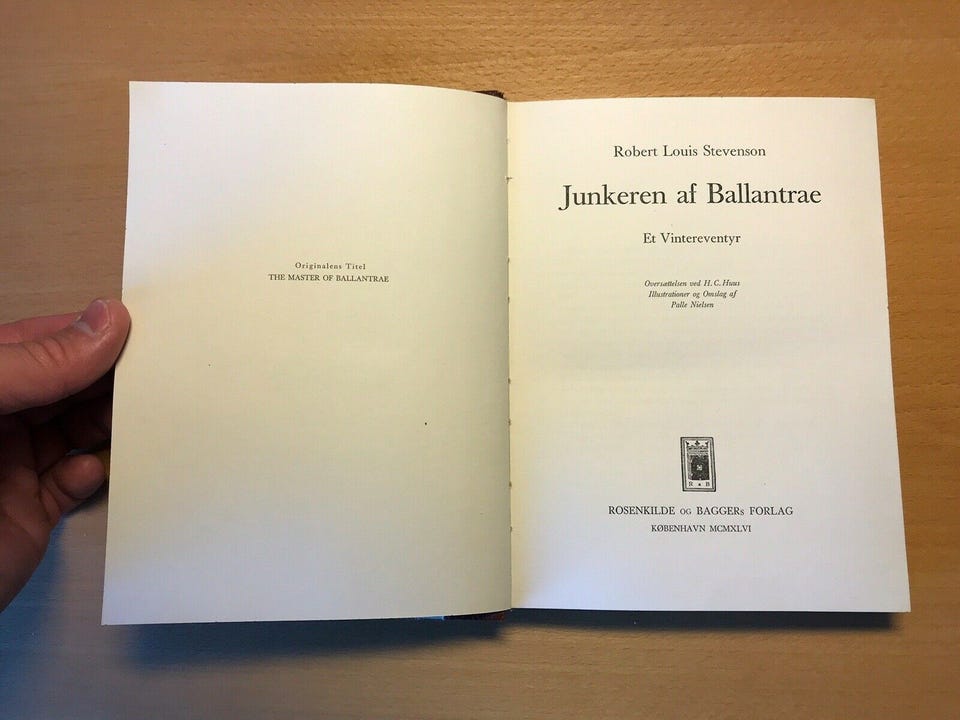 Originalens Titel
THE MASTER OF BALLANTRAE
Robert Louis Stevenson
Junkeren af Ballantrae
Et Vintereventyr
Oversættelsen ved H. C. Huus
Illustrationer og Omslag af
Palle Nielsen
R B
ROSENKILDE OG BAGGERS FORLAG
KØBENHAVN MCMXLVI